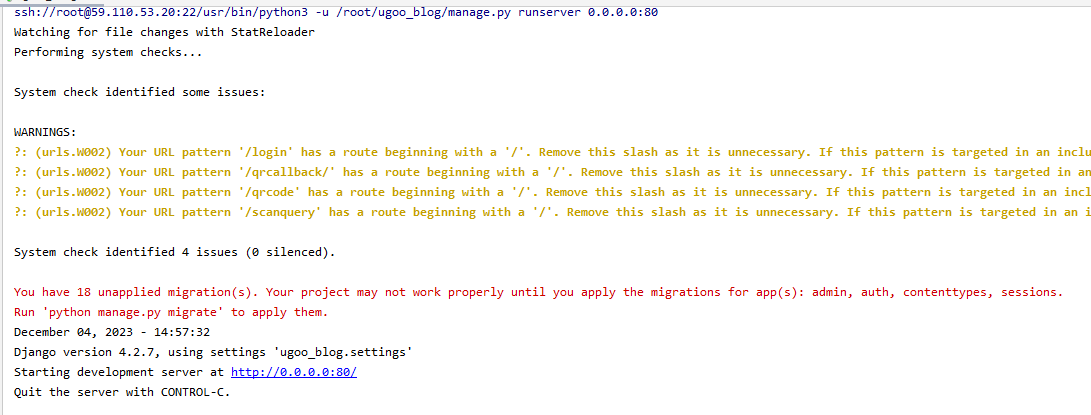 ssh://root@59.110.53.20:22/usr/bin/python3 -u /root/ugoo_blog/manage.py runserver 0.0.0.0:80
Watching for file changes with StatReloader
Performing system checks...
System check identified some issues:
WARNINGS:
?: (urls.W002) Your URL pattern '/login' has a route beginning with a '/'. Remove this slash as it is unnecessary. If this pattern is targeted in an inclu
?: (urls.W002) Your URL pattern '/qrcallback/' has a route beginning with a '/'. Remove this slash as it is unnecessary. If this pattern is targeted in an
?: (urls.W002) Your URL pattern '/qrcode' has a route beginning with a '/'. Remove this slash as it is unnecessary. If this pattern is targeted in an incl
?: (urls.W002) Your URL pattern '/scanquery' has a route beginning with a '/'. Remove this slash as it is unnecessary. If this pattern is targeted in an i
System check identified 4 issues (0 silenced).
You have 18 unapplied migration(s). Your project may not work properly until you apply the migrations for app(s): admin, auth, contenttypes, sessions.
Run 'python manage.py migrate' to apply them.
December 04, 2023 - 14:57:32
Django version 4.2.7, using settings 'ugoo_blog.settings'
Starting development server at http://0.0.0.0:80/
Quit the server with CONTROL-C.